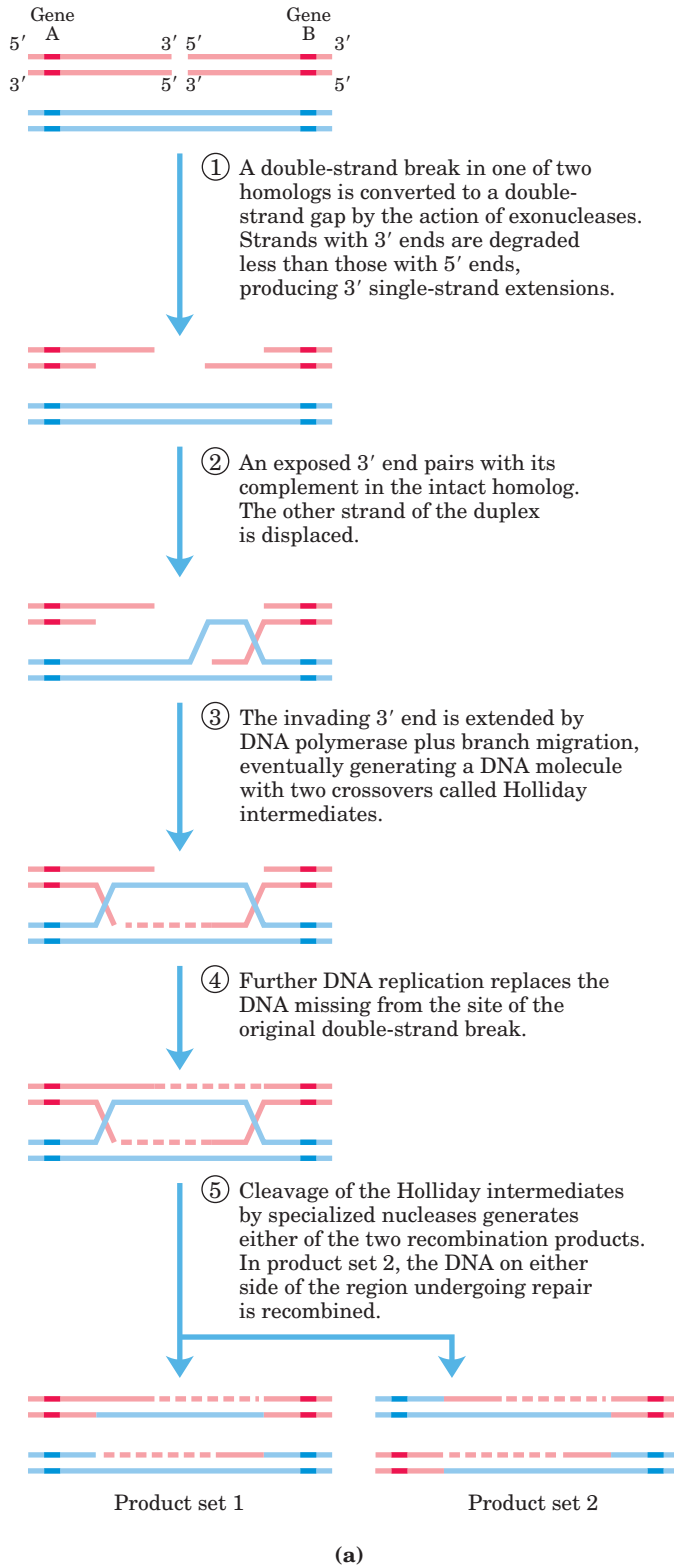 Gene Gene
A B
5′ 3′ 5′ 3′
3′ 5′ 3′ 5′
1 A double-strand break in one of two
homologs is converted to a double-
strand gap by the action of exonucleases.
Strands with 3′ ends are degraded
less than those with 5′ ends,
producing 3′ single-strand extensions.
2 An exposed 3′ end pairs with its
complement in the intact homolog.
The other strand of the duplex
is displaced.
3 The invading 3′ end is extended by
DNA polymerase plus branch migration,
eventually generating a DNA molecule
with two crossovers called Holliday
intermediates.
4 Further DNA replication replaces the
DNA missing from the site of the
original double-strand break.
5 Cleavage of the Holliday intermediates
by specialized nucleases generates
either of the two recombination products.
In product set 2, the DNA on either
side of the region undergoing repair
is recombined.
Product set 1 Product set 2
(a)